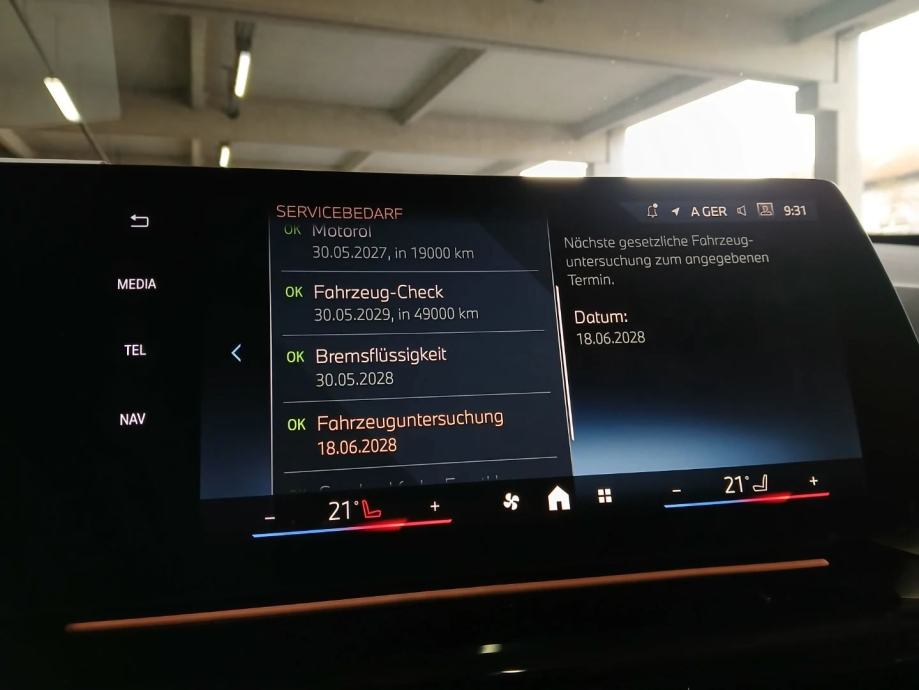 SERVICEBEDARF
A GER
9:31
MEDIA
TEL
NAV
OK Motoröl
30.05.2027, in 19000 km
OK Fahrzeug-Check
30.05.2029, in 49000 km
OK Bremsflüssigkeit
30.05.2028
OK Fahrzeuguntersuchung
18.06.2028
Nächste gesetzliche Fahrzeug-
untersuchung zum angegebenen
Termin.
Datum:
18.06.2028
− 21° +
− 21° +